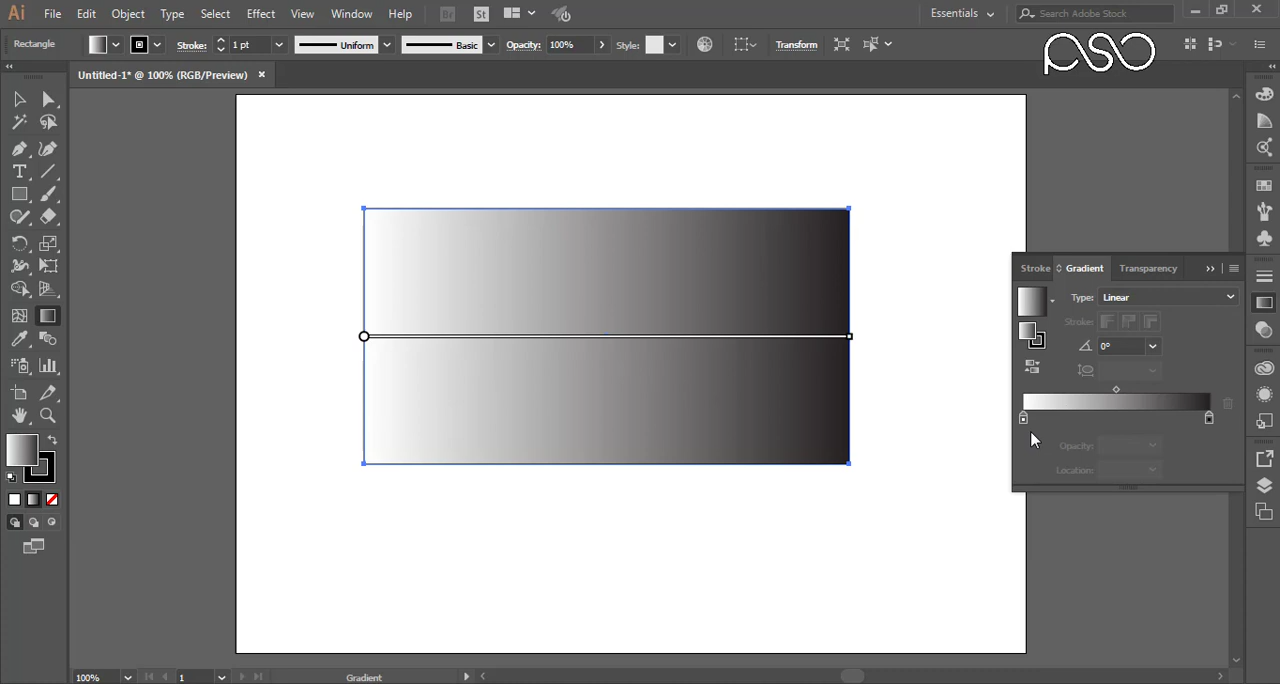 Ai File Edit Object Type Select Effect View Window Help Br St Essentials Search Adobe Stock
Rectangle Stroke: 1 pt Uniform Basic Opacity: 100% Style: Transform
PSO
Untitled-1* @ 100% (RGB/Preview) ×
Stroke Gradient Transparency
Type: Linear
Stroke:
0°
Opacity:
Location:
100% 1 Gradient